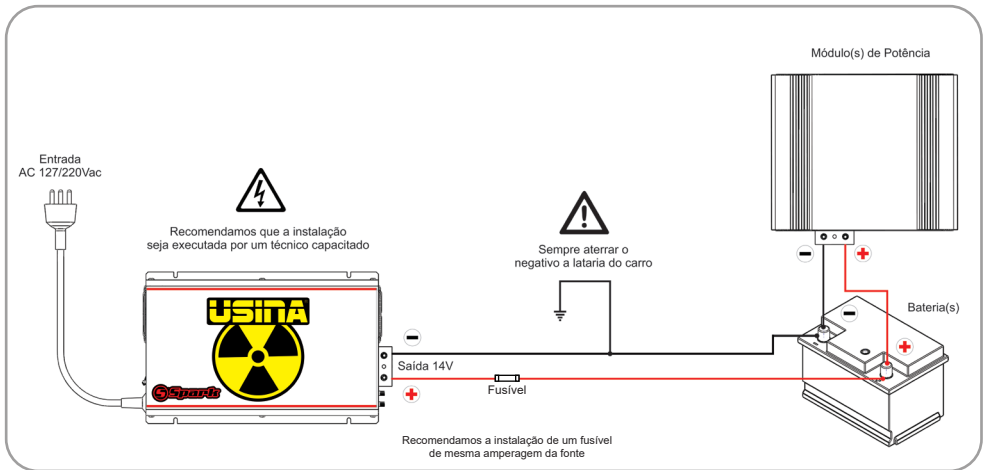 Módulo(s) de Potência
Entrada
AC 127/220Vac
Recomendamos que a instalação
seja executada por um técnico capacitado
Sempre aterrar o
negativo a lataria do carro
Bateria(s)
USINA
Spark
Saída 14V
Fusível
Recomendamos a instalação de um fusível
de mesma amperagem da fonte